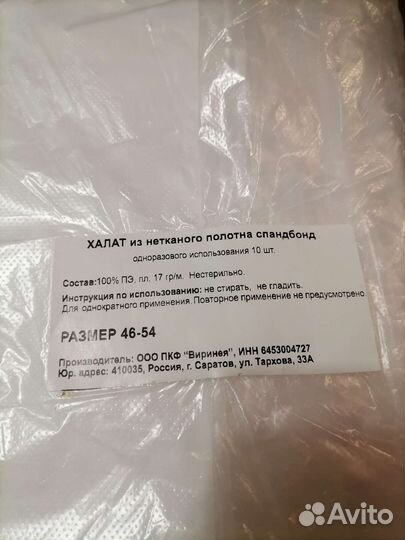 ХАЛАТ из нетканого полотна спандбонд
одноразового использования 10 шт.
Состав:100% ПЭ, пл. 17 гр/м. Нестерильно.
Инструкция по использованию: не стирать, не гладить.
Для однократного применения. Повторное применение не предусмотрено
РАЗМЕР 46-54
Производитель: ООО ПКФ "Виринея", ИНН 6453004727
Юр. адрес: 410035, Россия, г. Саратов, ул. Тархова, 33А
Avito